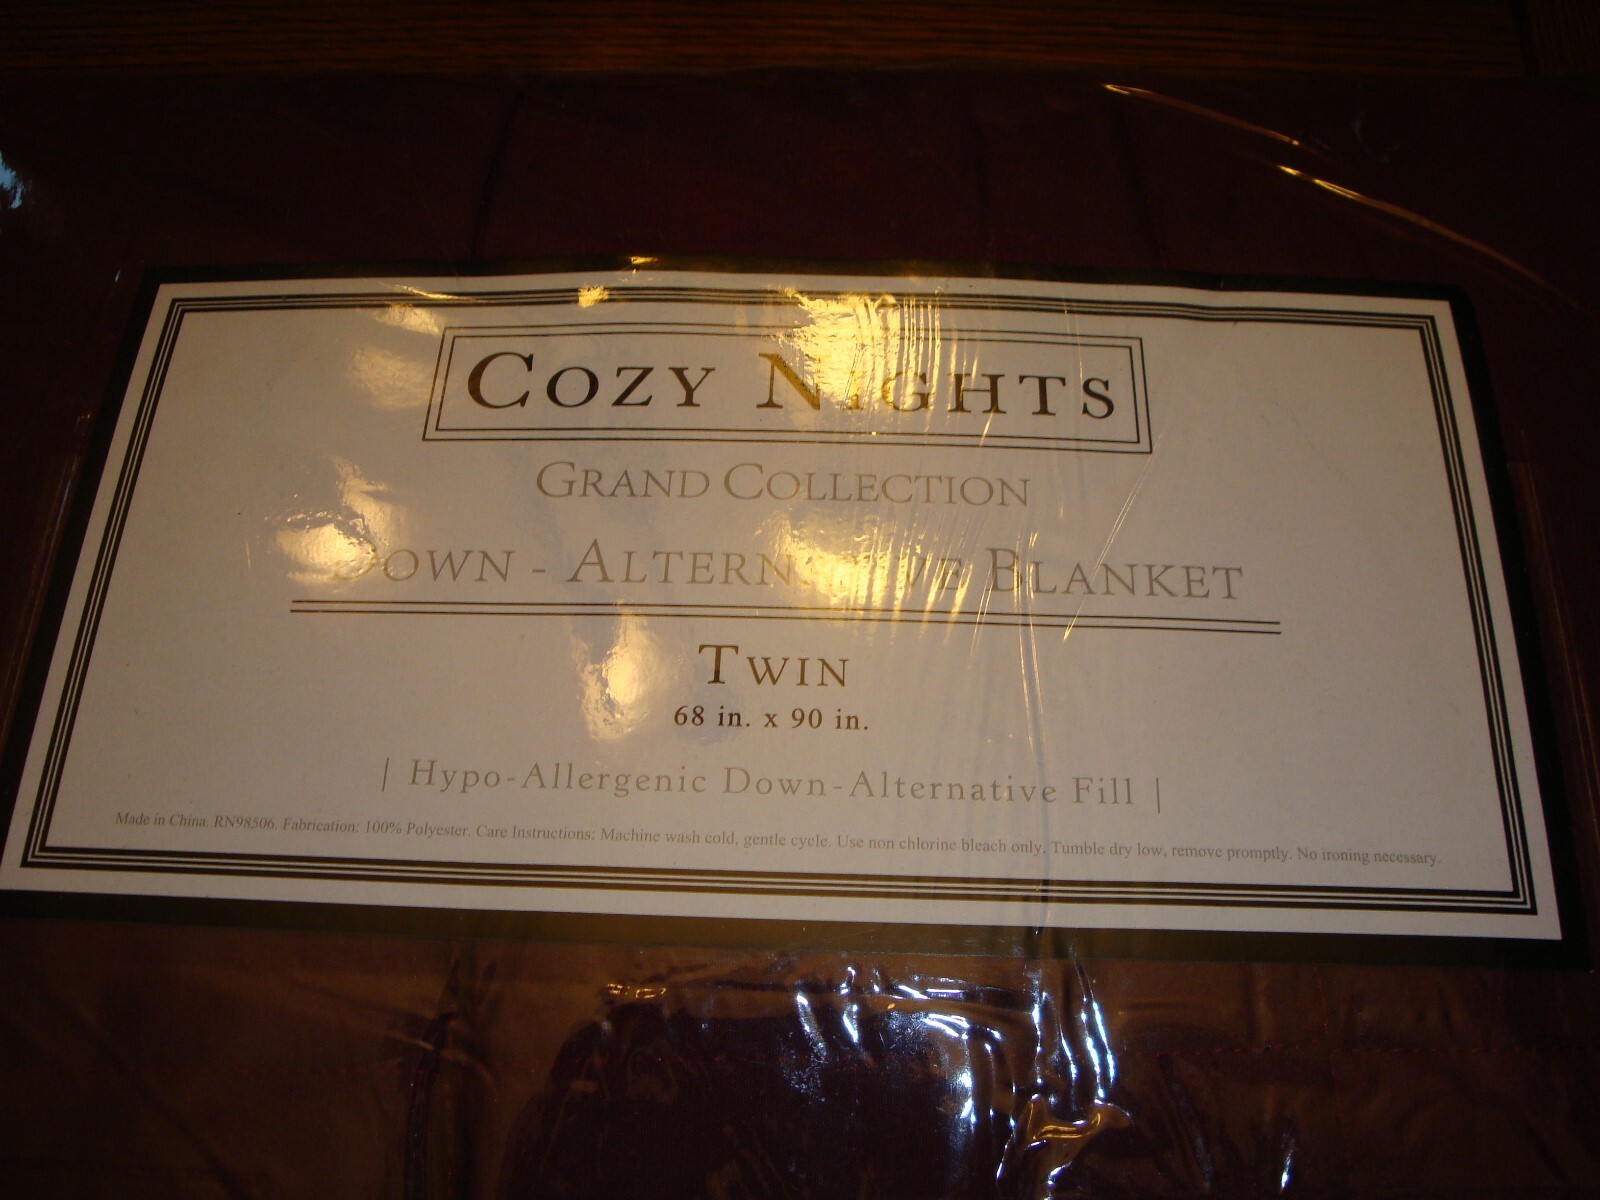 COZY NIGHTS
GRAND COLLECTION
DOWN - ALTERNATIVE BLANKET
TWIN
68 in. x 90 in.
| Hypo-Allergenic Down-Alternative Fill |
Made in China. RN98506. Fabrication: 100% Polyester. Care Instructions: Machine wash cold, gentle cycle. Use non chlorine bleach only. Tumble dry low, remove promptly. No ironing necessary.